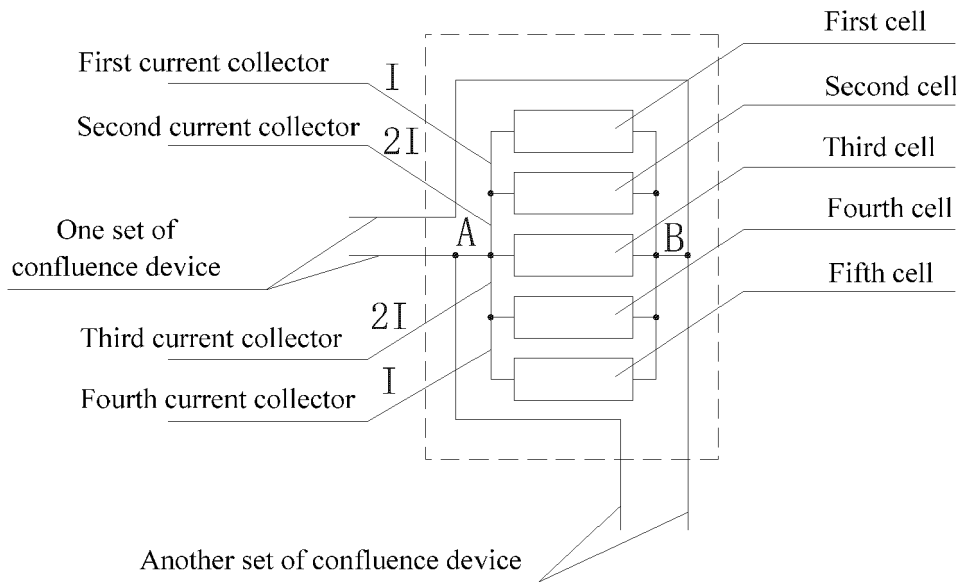 First cell
First current collector
I
Second cell
Second current collector
2I
Third cell
Fourth cell
One set of
confluence device
A
B
Fifth cell
Third current collector
2I
Fourth current collector
I
Another set of confluence device